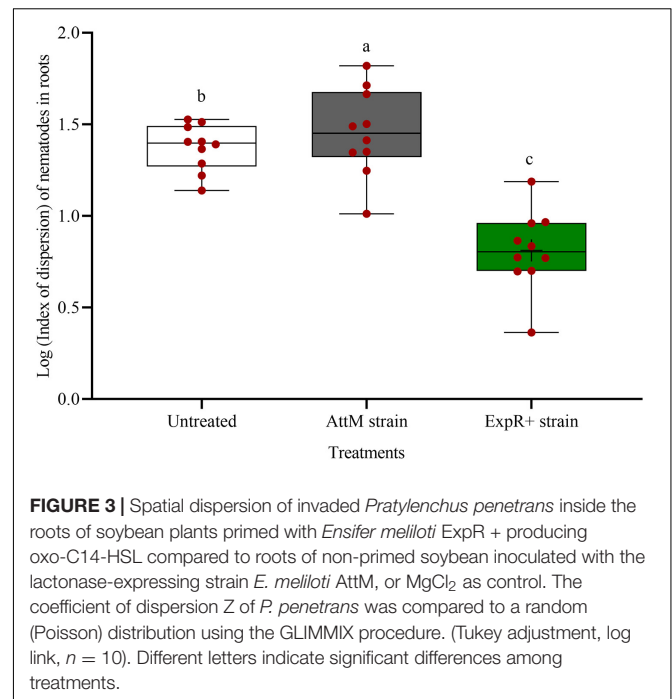 Log (Index of dispersion) of nematodes in roots
2.0
1.5
1.0
0.5
0.0
b
a
c
Untreated
AttM strain
ExpR+ strain
Treatments
FIGURE 3 | Spatial dispersion of invaded Pratylenchus penetrans inside the
roots of soybean plants primed with Ensifer meliloti ExpR + producing
oxo-C14-HSL compared to roots of non-primed soybean inoculated with the
lactonase-expressing strain E. meliloti AttM, or MgCl₂ as control. The
coefficient of dispersion Z of P. penetrans was compared to a random
(Poisson) distribution using the GLIMMIX procedure. (Tukey adjustment, log
link, n = 10). Different letters indicate significant differences among
treatments.